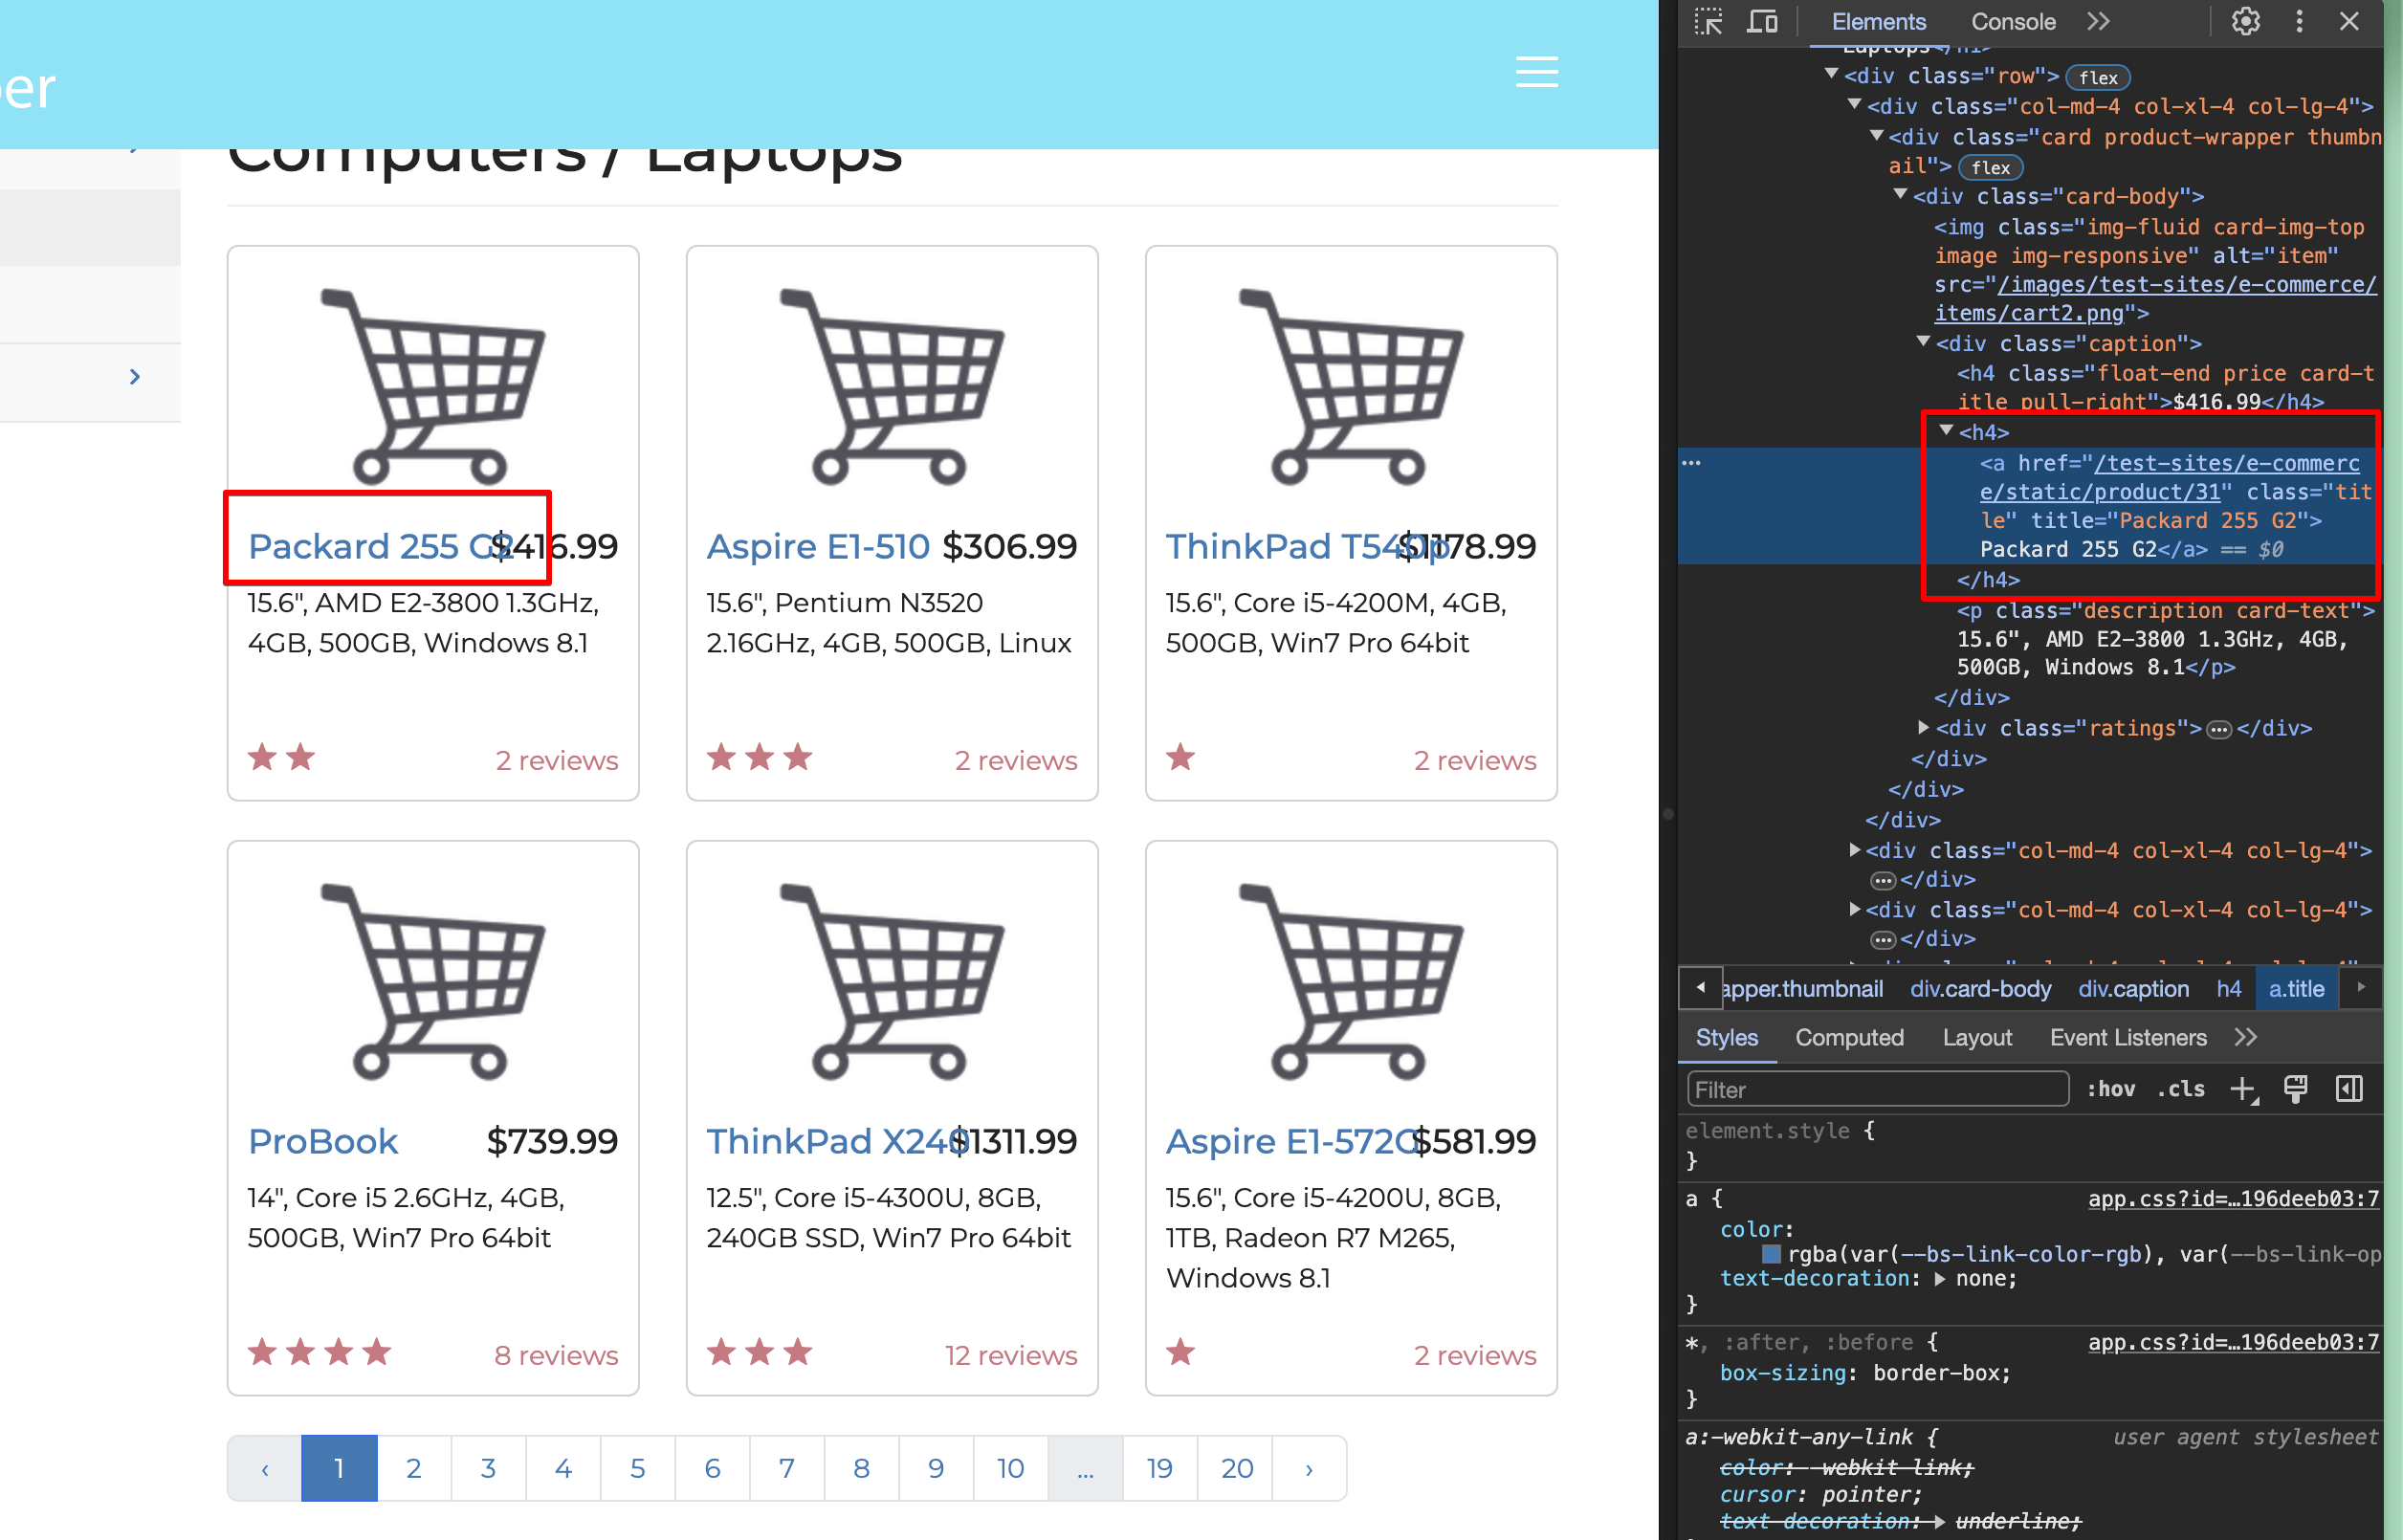 er
Computers / Laptops
Packard 255 G2 $416.99
15.6", AMD E2-3800 1.3GHz,
4GB, 500GB, Windows 8.1
2 reviews
Aspire E1-510 $306.99
15.6", Pentium N3520
2.16GHz, 4GB, 500GB, Linux
2 reviews
ThinkPad T540p $1178.99
15.6", Core i5-4200M, 4GB,
500GB, Win7 Pro 64bit
2 reviews
ProBook $739.99
14", Core i5 2.6GHz, 4GB,
500GB, Win7 Pro 64bit
8 reviews
ThinkPad X240 $1311.99
12.5", Core i5-4300U, 8GB,
240GB SSD, Win7 Pro 64bit
12 reviews
Aspire E1-572G $581.99
15.6", Core i5-4200U, 8GB,
1TB, Radeon R7 M265,
Windows 8.1
2 reviews
‹ 1 2 3 4 5 6 7 8 9 10 ... 19 20 ›
Elements Console
Laptops</h1>
<div class="row"> flex
<div class="col-md-4 col-xl-4 col-lg-4">
<div class="card product-wrapper thumbn
ail"> flex
<div class="card-body">
<img class="img-fluid card-img-top
image img-responsive" alt="item"
src="/images/test-sites/e-commerce/
items/cart2.png">
<div class="caption">
<h4 class="float-end price card-t
itle pull-right">$416.99</h4>
<h4>
<a href="/test-sites/e-commerc
e/static/product/31" class="tit
le" title="Packard 255 G2">
Packard 255 G2</a> == $0
</h4>
<p class="description card-text">
15.6", AMD E2-3800 1.3GHz, 4GB,
500GB, Windows 8.1</p>
</div>
<div class="ratings">…</div>
</div>
</div>
</div>
<div class="col-md-4 col-xl-4 col-lg-4">
…</div>
<div class="col-md-4 col-xl-4 col-lg-4">
…</div>
apper.thumbnail div.card-body div.caption h4 a.title
Styles Computed Layout Event Listeners
Filter :hov .cls
element.style {
}
a { app.css?id=…196deeb03:7
color:
rgba(var(--bs-link-color-rgb), var(--bs-link-op
text-decoration: none;
}
*, :after, :before { app.css?id=…196deeb03:7
box-sizing: border-box;
}
a:-webkit-any-link { user agent stylesheet
color: -webkit-link;
cursor: pointer;
text-decoration: underline;